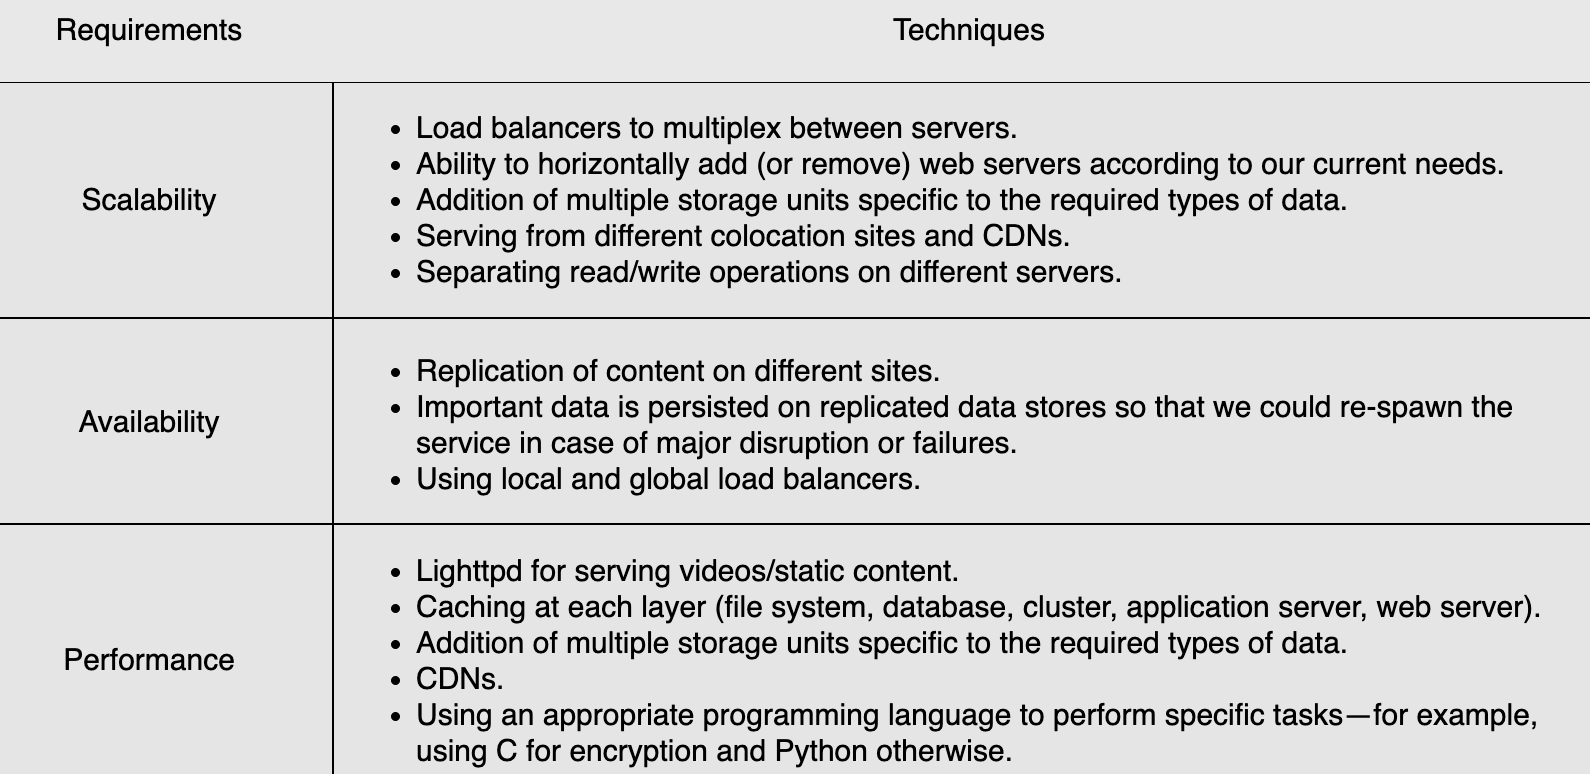 Requirements
Techniques
Scalability
• Load balancers to multiplex between servers.
• Ability to horizontally add (or remove) web servers according to our current needs.
• Addition of multiple storage units specific to the required types of data.
• Serving from different colocation sites and CDNs.
• Separating read/write operations on different servers.
Availability
• Replication of content on different sites.
• Important data is persisted on replicated data stores so that we could re-spawn the
service in case of major disruption or failures.
• Using local and global load balancers.
Performance
• Lighttpd for serving videos/static content.
• Caching at each layer (file system, database, cluster, application server, web server).
• Addition of multiple storage units specific to the required types of data.
• CDNs.
• Using an appropriate programming language to perform specific tasks—for example,
using C for encryption and Python otherwise.